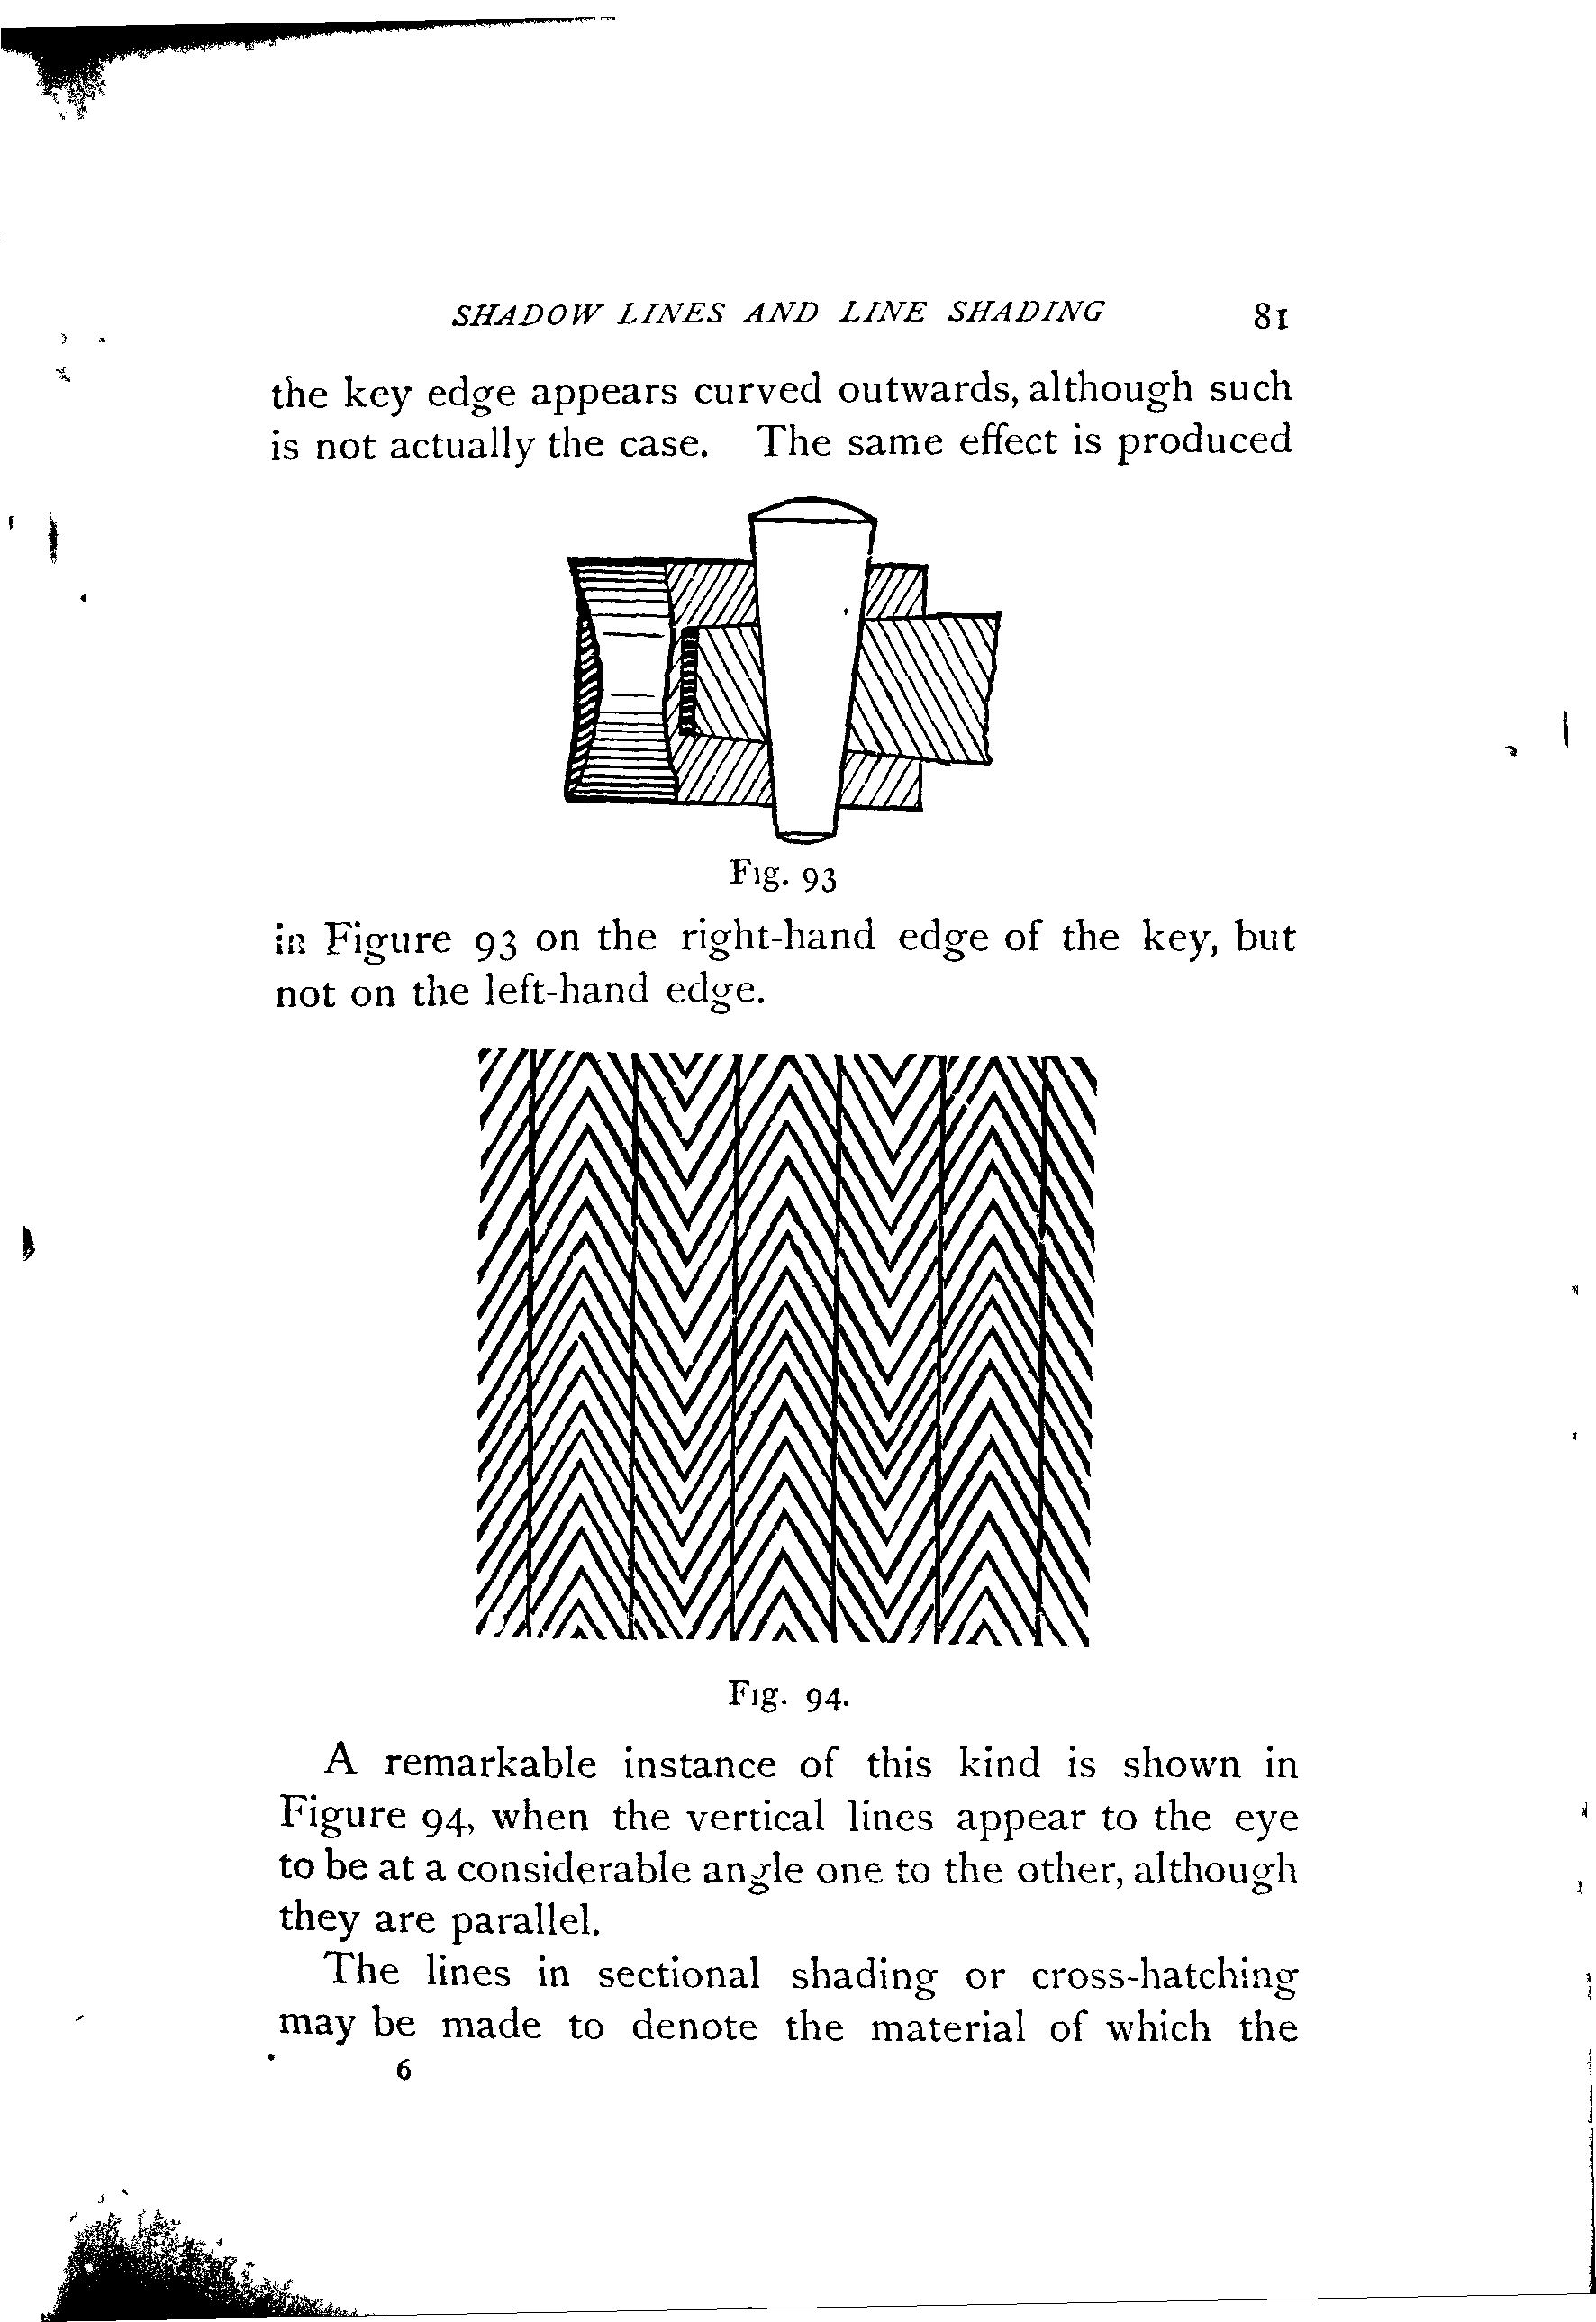 SHADOW LINES AND LINE SHADING 81
the key edge appears curved outwards, although such
is not actually the case. The same effect is produced
Fig. 93
in Figure 93 on the right-hand edge of the key, but
not on the left-hand edge.
Fig. 94.
A remarkable instance of this kind is shown in
Figure 94, when the vertical lines appear to the eye
to be at a considerable angle one to the other, although
they are parallel.
The lines in sectional shading or cross-hatching
may be made to denote the material of which the
6